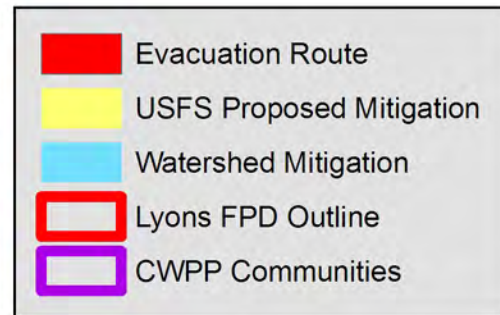 Evacuation Route
USFS Proposed Mitigation
Watershed Mitigation
Lyons FPD Outline
CWPP Communities